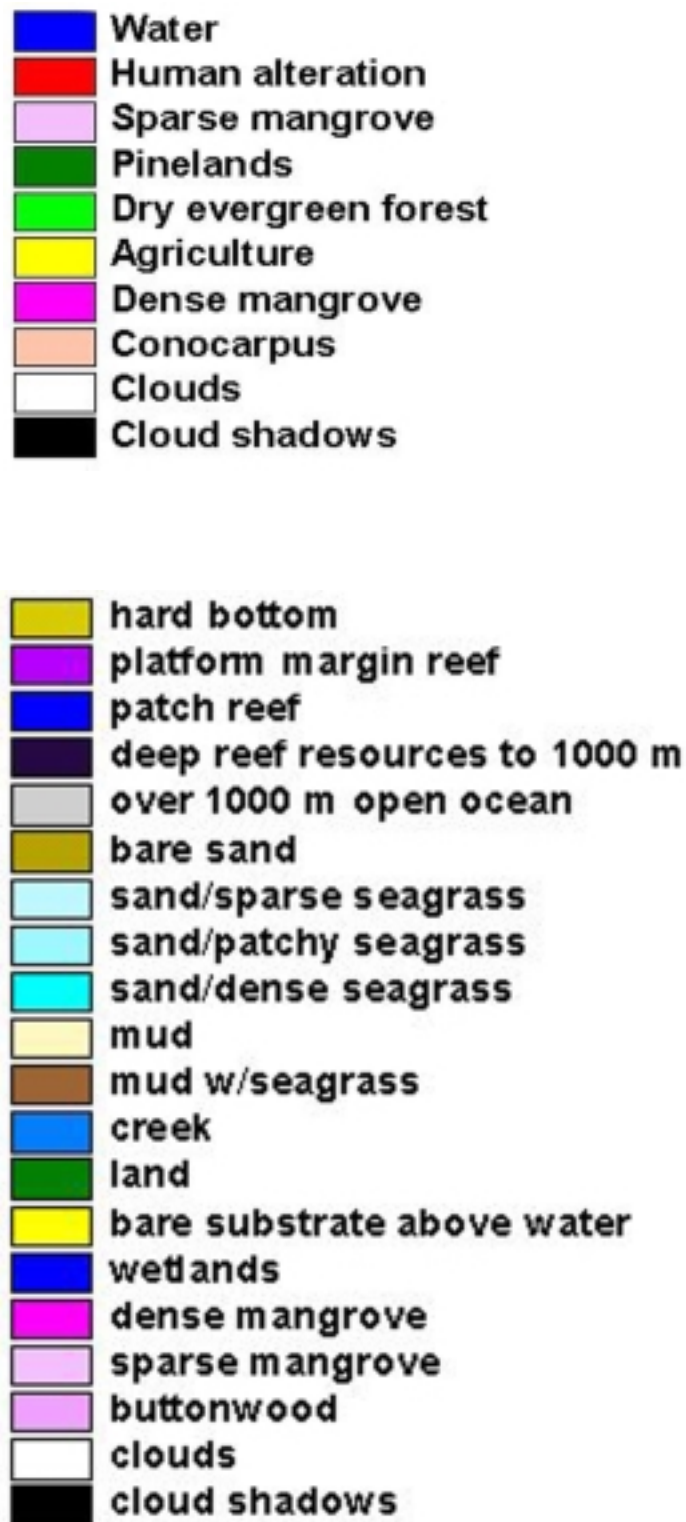 Water
Human alteration
Sparse mangrove
Pinelands
Dry evergreen forest
Agriculture
Dense mangrove
Conocarpus
Clouds
Cloud shadows
hard bottom
platform margin reef
patch reef
deep reef resources to 1000 m
over 1000 m open ocean
bare sand
sand/sparse seagrass
sand/patchy seagrass
sand/dense seagrass
mud
mud w/seagrass
creek
land
bare substrate above water
wetlands
dense mangrove
sparse mangrove
buttonwood
clouds
cloud shadows